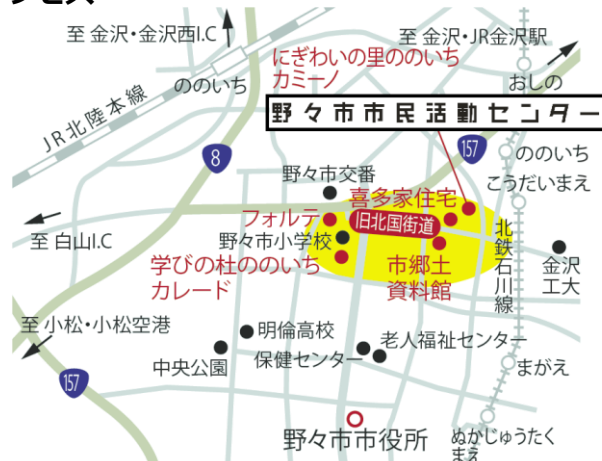 至 金沢・金沢西I.C
至 金沢・JR金沢駅
にぎわいの里ののいち
カミーノ
ののいち
おしの
JR北陸本線
野々市市民活動センター
8
157
ののいち
こうだいまえ
野々市交番
喜多家住宅
フォルテ
旧北国街道
野々市小学校
至 白山I.C
北鉄石川線
学びの杜ののいち
カレード
市郷土
資料館
金沢
工大
至 小松・小松空港
明倫高校
老人福祉センター
中央公園
保健センター
まがえ
157
野々市市役所
ぬかじゅうたく
まえ